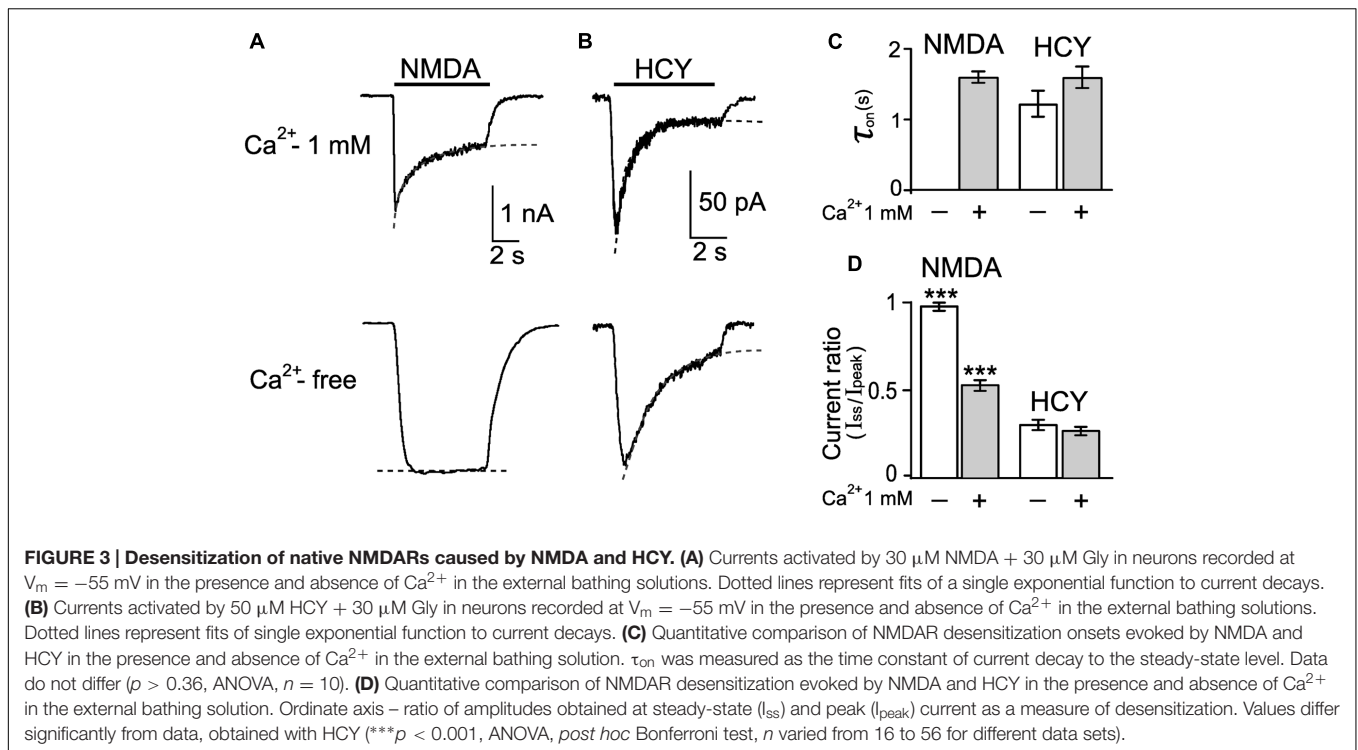 A
B
C
NMDA
HCY
Ca²⁺- 1 mM
1 nA
2 s
50 pA
2 s
Ca²⁺- free
2
1
0
τon(s)
NMDA
HCY
Ca²⁺1 mM
–
+
–
+
D
NMDA
1
0.5
0
Current ratio
(Iss/Ipeak)
***
***
HCY
Ca²⁺1 mM
–
+
–
+
FIGURE 3 | Desensitization of native NMDARs caused by NMDA and HCY. (A) Currents activated by 30 μM NMDA + 30 μM Gly in neurons recorded at
Vm = −55 mV in the presence and absence of Ca²⁺ in the external bathing solutions. Dotted lines represent fits of a single exponential function to current decays.
(B) Currents activated by 50 μM HCY + 30 μM Gly in neurons recorded at Vm = −55 mV in the presence and absence of Ca²⁺ in the external bathing solutions.
Dotted lines represent fits of single exponential function to current decays. (C) Quantitative comparison of NMDAR desensitization onsets evoked by NMDA and
HCY in the presence and absence of Ca²⁺ in the external bathing solution. τon was measured as the time constant of current decay to the steady-state level. Data
do not differ (p > 0.36, ANOVA, n = 10). (D) Quantitative comparison of NMDAR desensitization evoked by NMDA and HCY in the presence and absence of Ca²⁺
in the external bathing solution. Ordinate axis – ratio of amplitudes obtained at steady-state (Iss) and peak (Ipeak) current as a measure of desensitization. Values differ
significantly from data, obtained with HCY (***p < 0.001, ANOVA, post hoc Bonferroni test, n varied from 16 to 56 for different data sets).